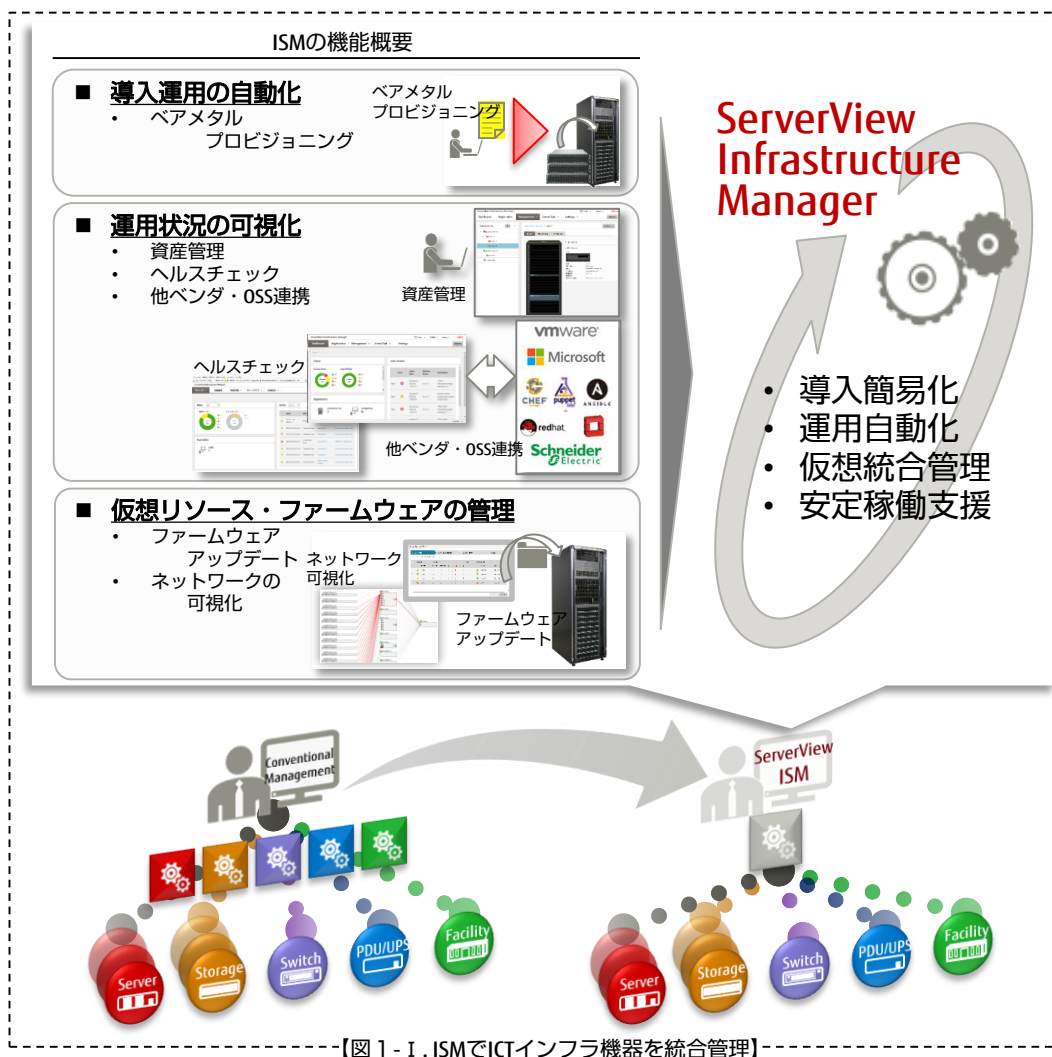 ISMの機能概要
■ 導入運用の自動化
• ベアメタル
プロビジョニング
ベアメタル
プロビジョニング
■ 運用状況の可視化
• 資産管理
• ヘルスチェック
• 他ベンダ・OSS連携
資産管理
ヘルスチェック
他ベンダ・OSS連携
vmware
Microsoft
CHEF
puppet
ANSIBLE
redhat
Schneider
Electric
■ 仮想リソース・ファームウェアの管理
• ファームウェア
アップデート
• ネットワークの
可視化
ネットワーク
可視化
ファームウェア
アップデート
ServerView
Infrastructure
Manager
• 導入簡易化
• 運用自動化
• 仮想統合管理
• 安定稼働支援
Conventional
Management
ServerView
ISM
Server
Storage
Switch
PDU/UPS
Facility
Server
Storage
Switch
PDU/UPS
Facility
【図1-Ⅰ. ISMでICTインフラ機器を統合管理】